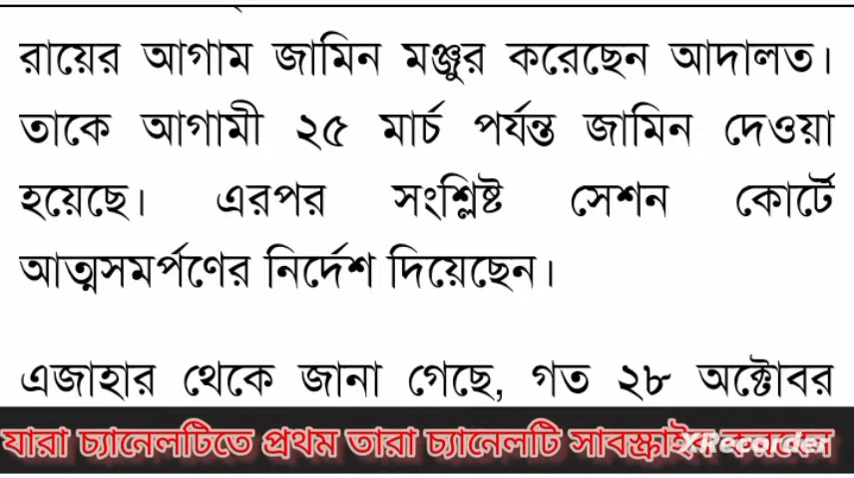 রায়ের আগাম জামিন মঞ্জুর করেছেন আদালত।
তাকে আগামী ২৫ মার্চ পর্যন্ত জামিন দেওয়া
হয়েছে। এরপর সংশ্লিষ্ট সেশন কোর্টে
আত্মসমর্পণের নির্দেশ দিয়েছেন।
এজাহার থেকে জানা গেছে, গত ২৮ অক্টোবর
যারা চ্যানেলটিতে প্রথম তারা চ্যানেলটি সাবস্ক্রাইব
XRecorder